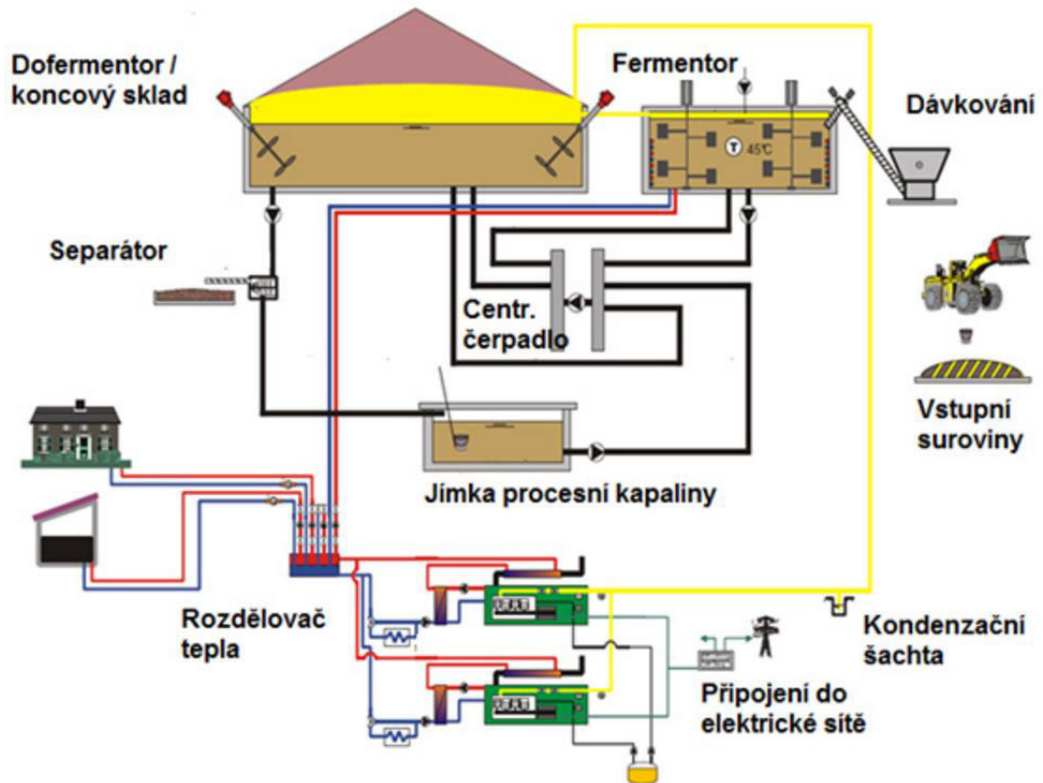 Dofermentor /
koncový sklad
Fermentor
Dávkování
T 45°C
Separátor
Centr.
čerpadlo
Vstupní
suroviny
Jímka procesní kapaliny
Rozdělovač
tepla
Kondenzační
šachta
Připojení do
elektrické sítě